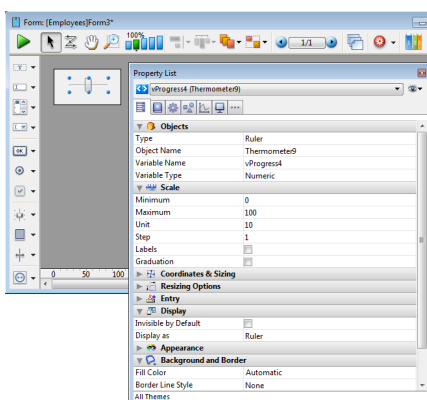 Form: [Employees]Form3*
100%
1/1
Property List
vProgress4 (Thermometer9)
Objects
Type Ruler
Object Name Thermometer9
Variable Name vProgress4
Variable Type Numeric
Scale
Minimum 0
Maximum 100
Unit 10
Step 1
Labels
Graduation
Coordinates & Sizing
Resizing Options
Entry
Display
Invisible by Default
Display as Ruler
Appearance
Background and Border
Fill Color Automatic
Border Line Style None
All Themes
OK
0 50 100